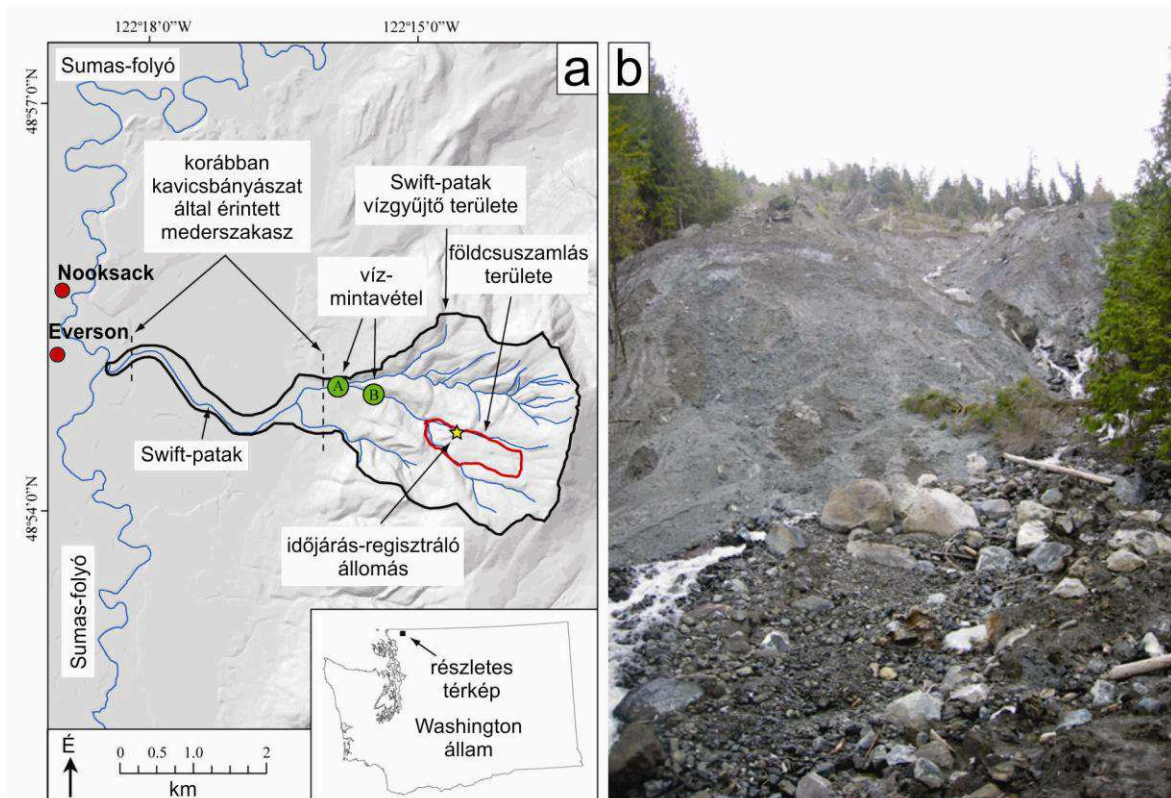 122°18'0''W
122°15'0''W
Sumas-folyó
a
b
48°57'0''N
korábban
kavicsbányászat
által érintett
mederszakasz
Swift-patak
vízgyűjtő területe
földcsuszamlás
területe
víz-
mintavétel
Nooksack
Everson
A
B
Swift-patak
48°54'0''N
időjárás-regisztráló
állomás
Sumas-folyó
részletes
térkép
Washington
állam
É
0 0.5 1.0 2
km